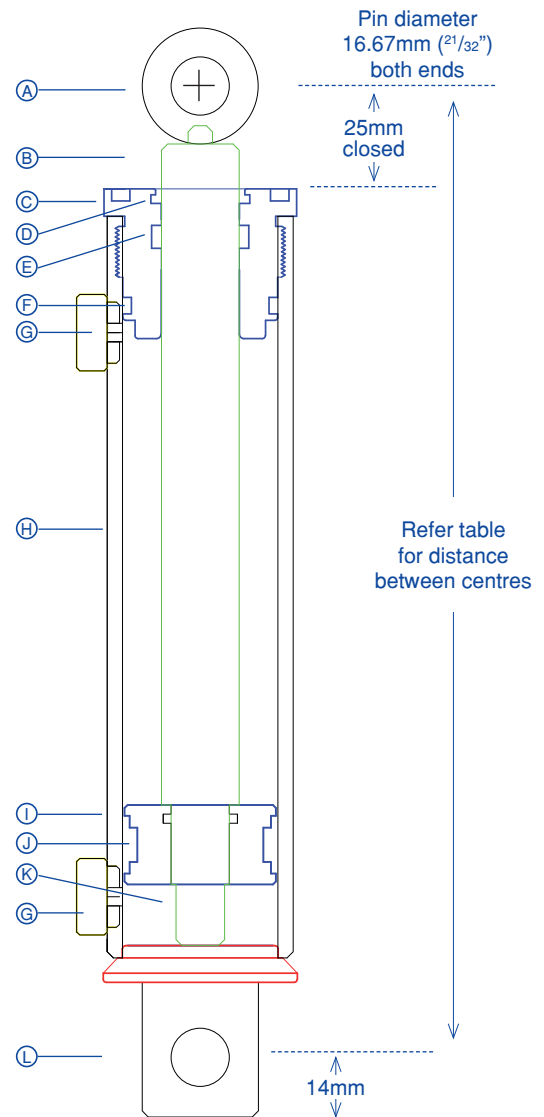 Pin diameter
16.67mm (21/32”)
both ends
A
25mm
closed
B
C
D
E
F
G
H
Refer table
for distance
between centres
I
J
K
G
L
14mm